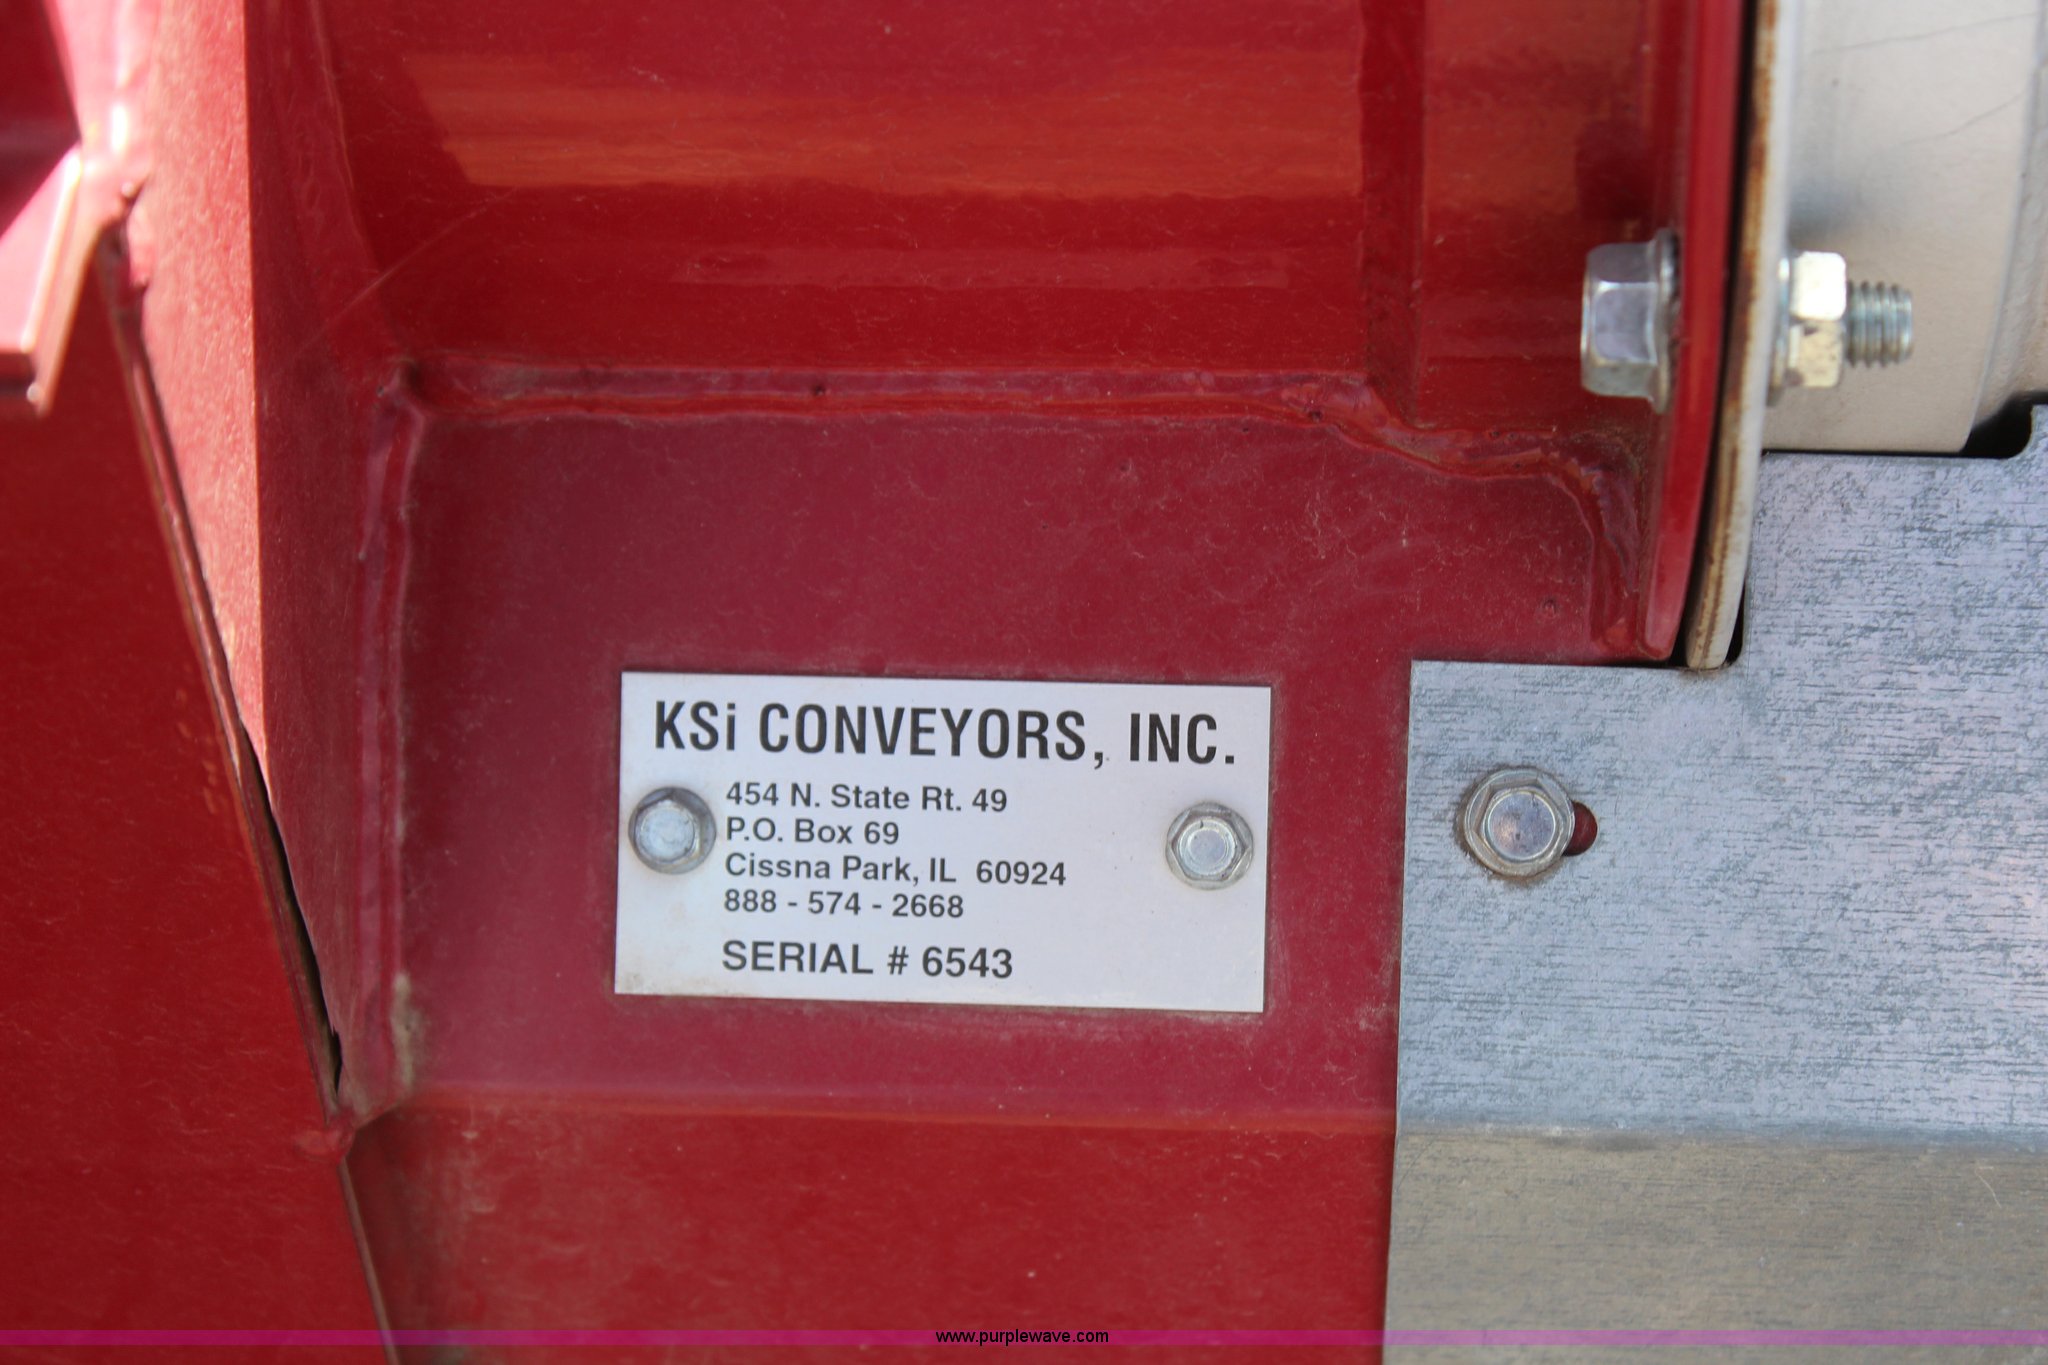 KSi CONVEYORS, INC.
454 N. State Rt. 49
P.O. Box 69
Cissna Park, IL 60924
888 - 574 - 2668
SERIAL # 6543
www.purplewave.com